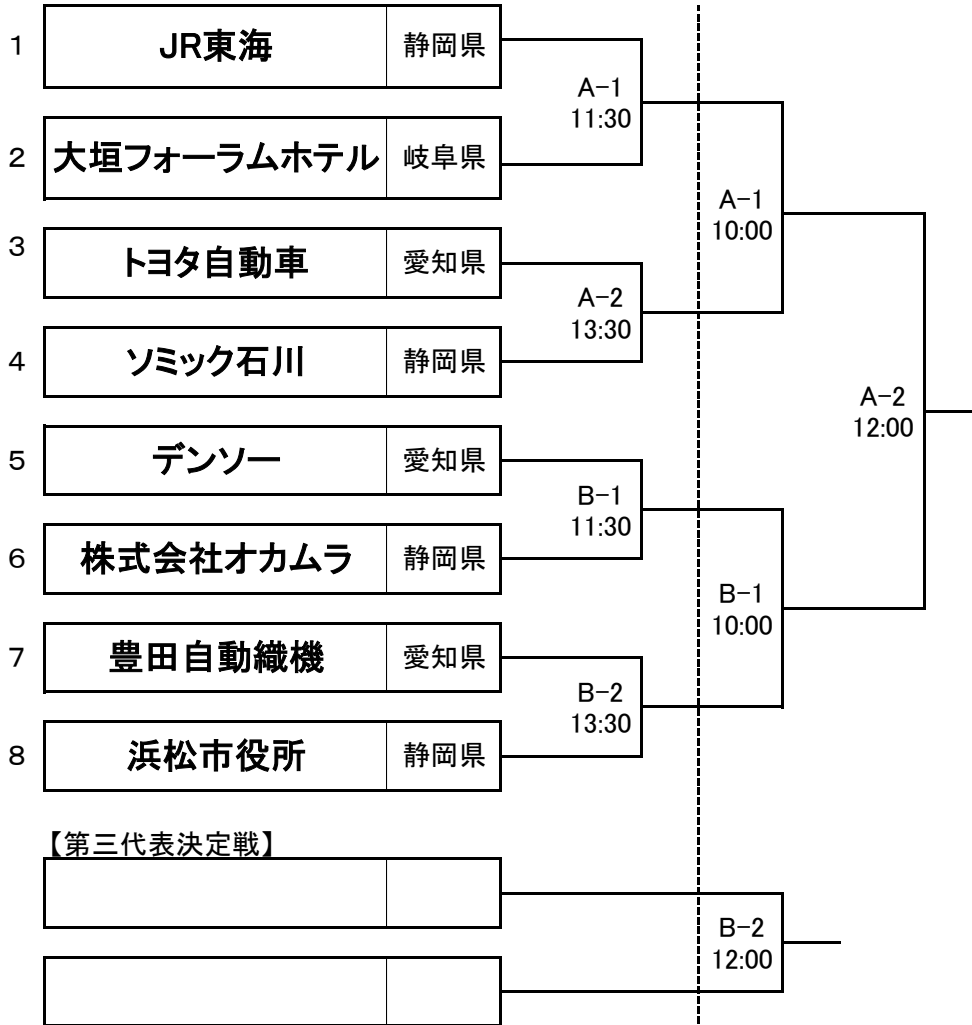 1 JR東海 静岡県
A-1
11:30
2 大垣フォーラムホテル 岐阜県
A-1
10:00
3 トヨタ自動車 愛知県
A-2
13:30
4 ソミック石川 静岡県
A-2
12:00
5 デンソー 愛知県
B-1
11:30
6 株式会社オカムラ 静岡県
B-1
10:00
7 豊田自動織機 愛知県
B-2
13:30
8 浜松市役所 静岡県
【第三代表決定戦】
B-2
12:00